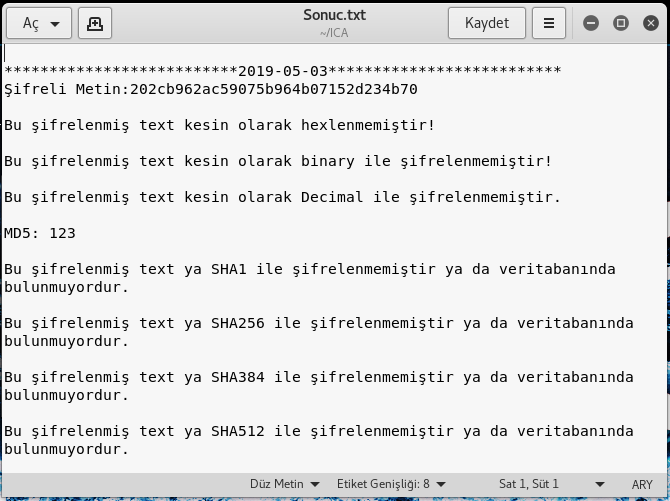 Aç
Sonuc.txt
~/ICA
Kaydet
**************************2019-05-03**************************
Şifreli Metin:202cb962ac59075b964b07152d234b70
Bu şifrelenmiş text kesin olarak hexlenmemiştir!
Bu şifrelenmiş text kesin olarak binary ile şifrelenmemiştir!
Bu şifrelenmiş text kesin olarak Decimal ile şifrelenmemiştir.
MD5: 123
Bu şifrelenmiş text ya SHA1 ile şifrelenmemiştir ya da veritabanında
bulunmuyordur.
Bu şifrelenmiş text ya SHA256 ile şifrelenmemiştir ya da veritabanında
bulunmuyordur.
Bu şifrelenmiş text ya SHA384 ile şifrelenmemiştir ya da veritabanında
bulunmuyordur.
Bu şifrelenmiş text ya SHA512 ile şifrelenmemiştir ya da veritabanında
bulunmuyordur.
Düz Metin Etiket Genişliği: 8 Sat 1, Süt 1 ARY